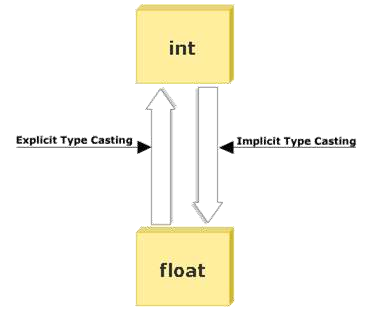 int
Explicit Type Casting
Implicit Type Casting
float